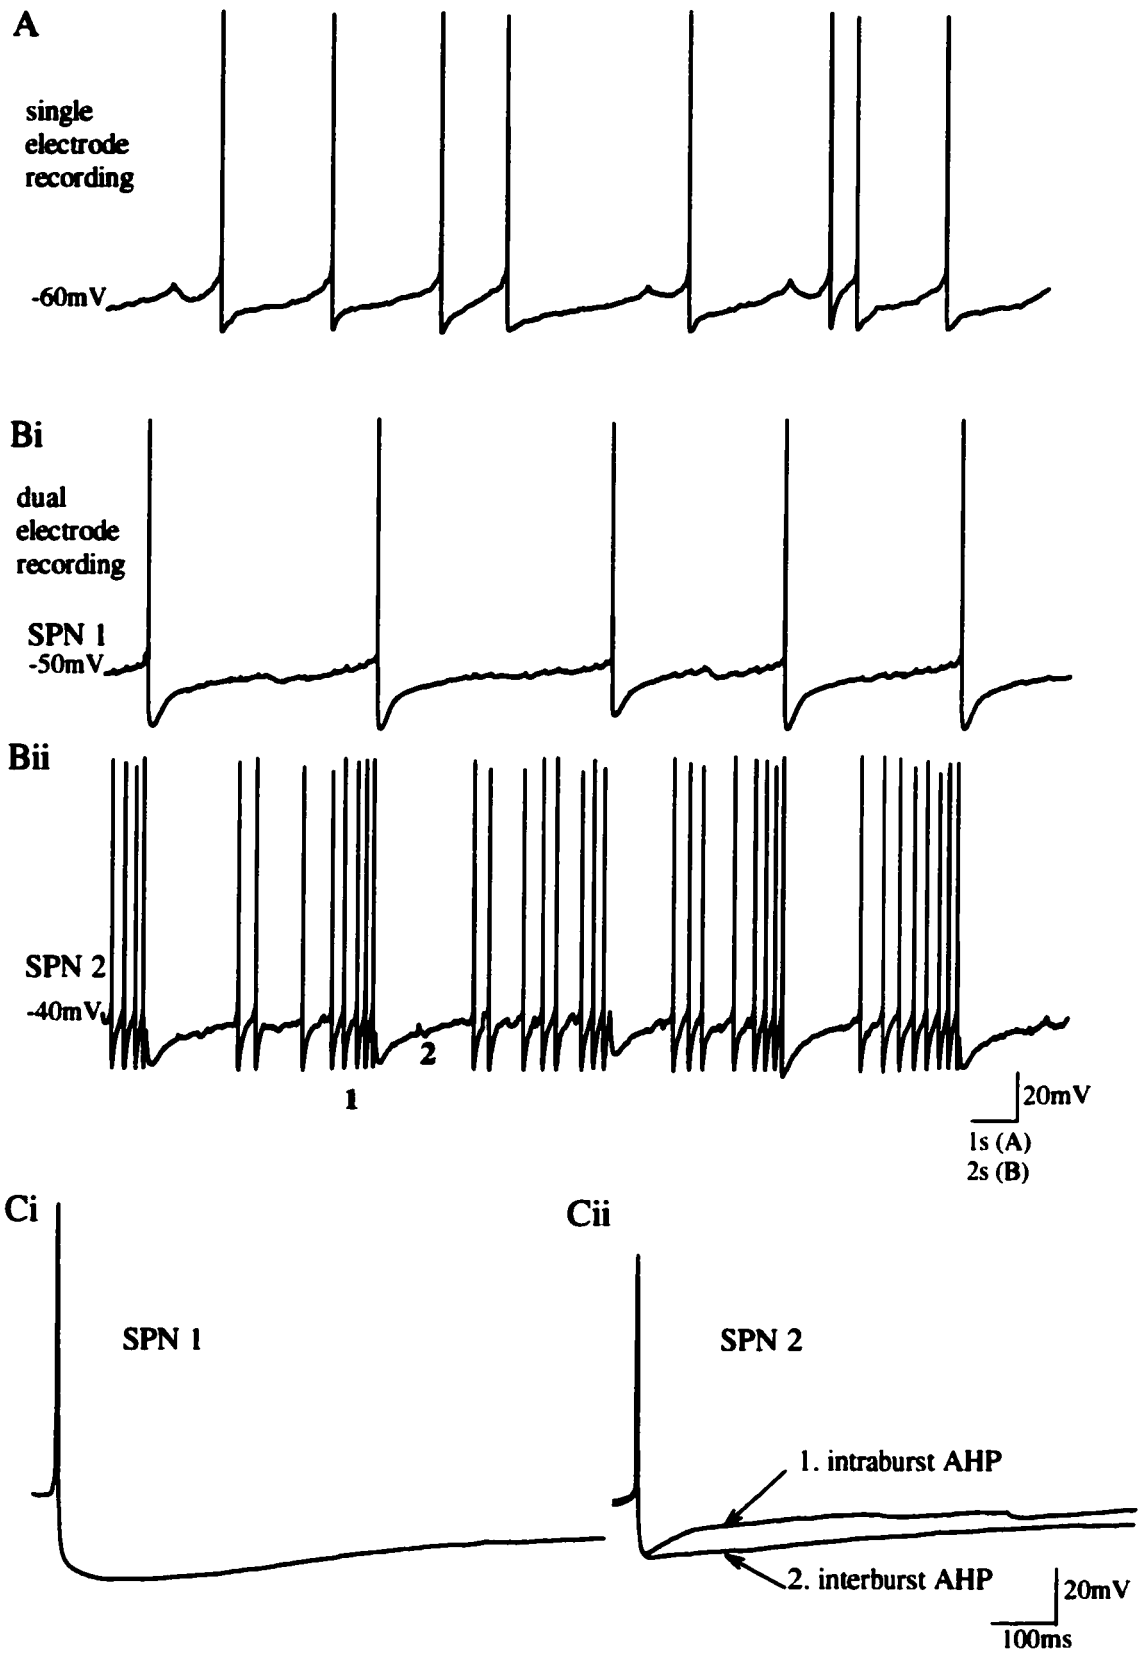 A
single
electrode
recording
-60mV
Bi
dual
electrode
recording
SPN 1
-50mV
Bii
SPN 2
-40mV
2
1
20mV
1s (A)
2s (B)
Ci
Cii
SPN 1
SPN 2
1. intraburst AHP
2. interburst AHP
20mV
100ms